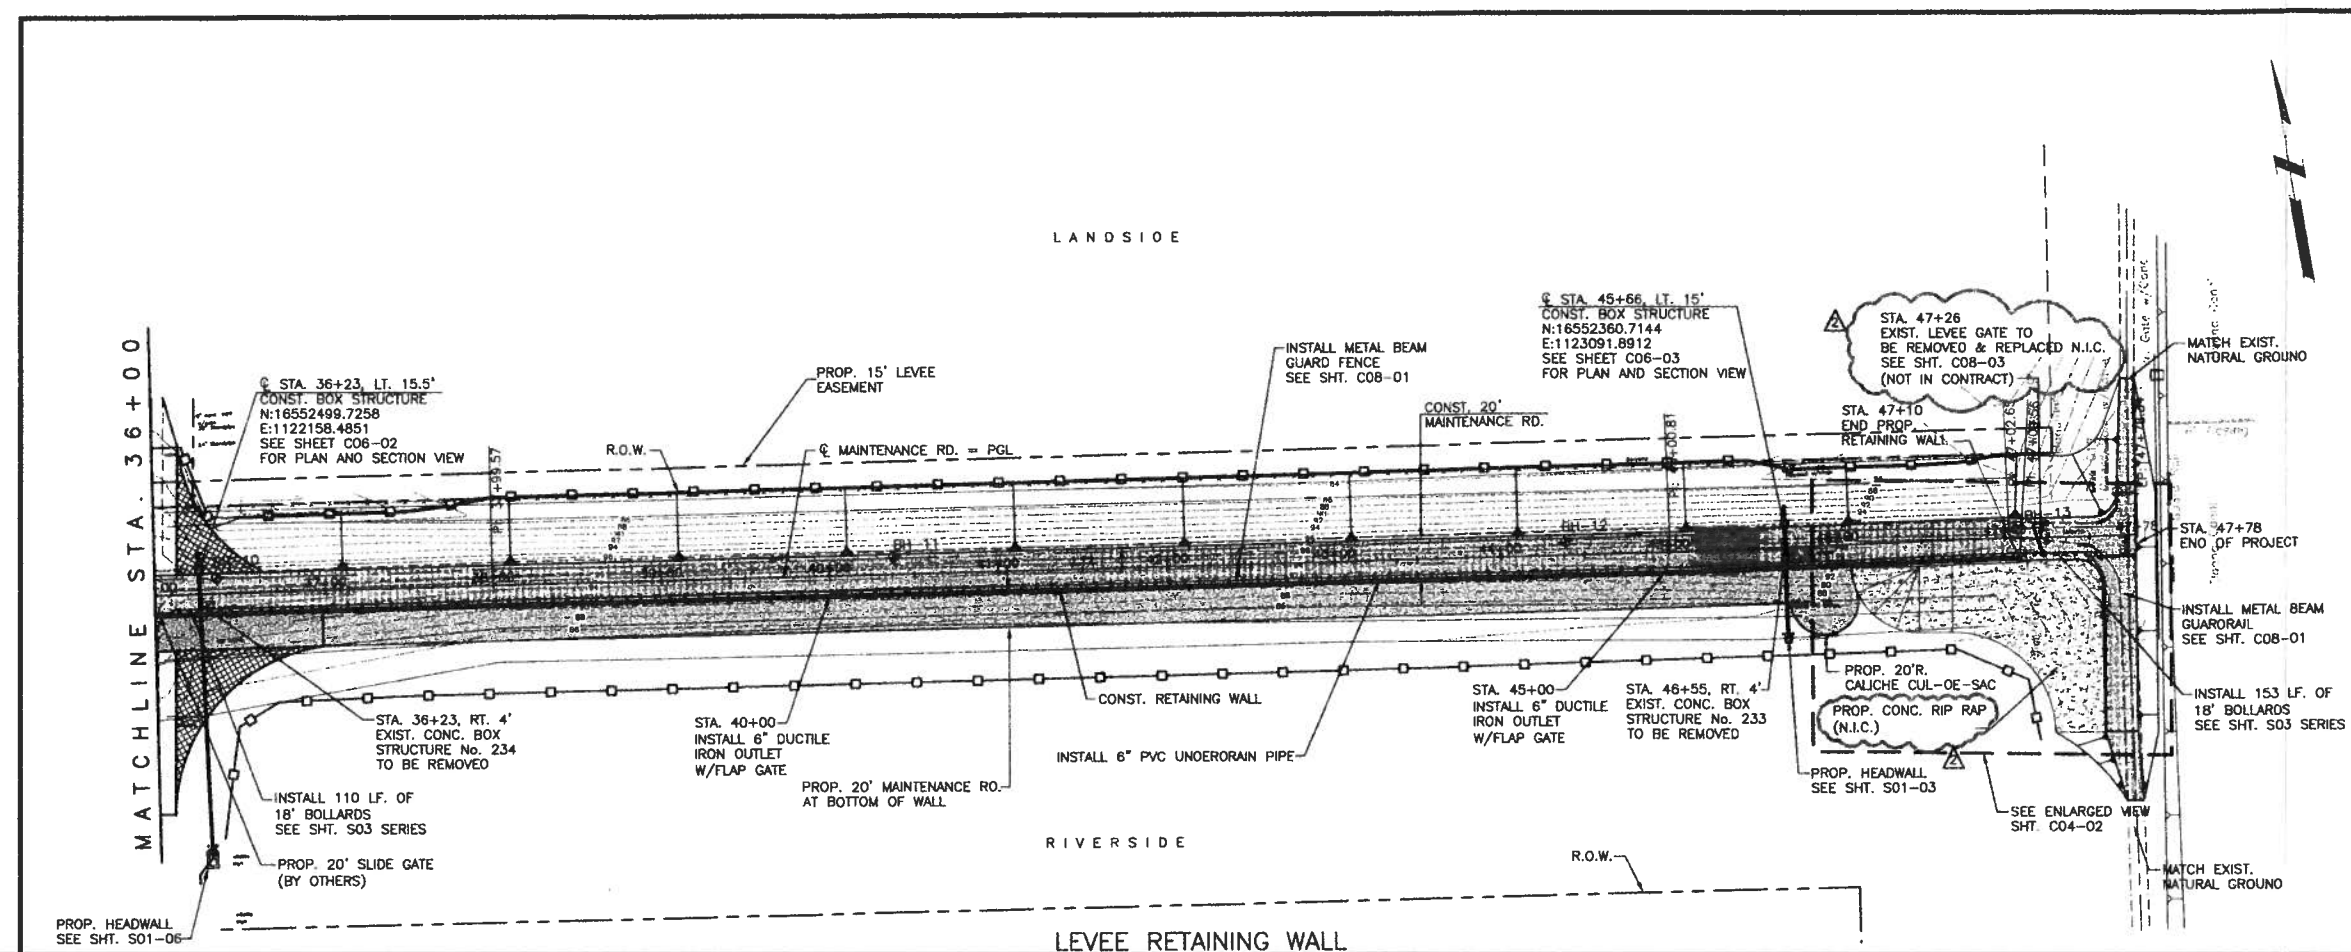 LANDSIOE
MATCHLINE STA. 36+00
℄ STA. 36+23, LT. 15.5'
CONST. BOX STRUCTURE
N:16552499.7258
E:1122158.4851
SEE SHEET C06-02
FOR PLAN ANO SECTION VIEW
R.O.W.
PROP. 15' LEVEE
EASEMENT
℄ MAINTENANCE RD. = PGL
INSTALL METAL BEAM
GUARD FENCE
SEE SHT. C08-01
CONST. 20'
MAINTENANCE RD.
℄ STA. 45+66, LT. 15'
CONST. BOX STRUCTURE
N:16552360.7144
E:1123091.8912
SEE SHEET C06-03
FOR PLAN AND SECTION VIEW
2
STA. 47+26
EXIST. LEVEE GATE TO
BE REMOVED & REPLACED N.I.C.
SEE SHT. C08-03
(NOT IN CONTRACT)
STA. 47+10
END PROP.
RETAINING WALL
MATCH EXIST.
NATURAL GROUND
STA. 47+78
END OF PROJECT
INSTALL METAL BEAM
GUARORAIL
SEE SHT. C08-01
INSTALL 153 LF. OF
18' BOLLARDS
SEE SHT. S03 SERIES
BH-11
BH-12
STA. 36+23, RT. 4'
EXIST. CONC. BOX
STRUCTURE No. 234
TO BE REMOVED
INSTALL 110 LF. OF
18' BOLLARDS
SEE SHT. S03 SERIES
PROP. 20' SLIDE GATE
(BY OTHERS)
PROP. HEADWALL
SEE SHT. S01-06
STA. 40+00
INSTALL 6" DUCTILE
IRON OUTLET
W/FLAP GATE
PROP. 20' MAINTENANCE RO.
AT BOTTOM OF WALL
CONST. RETAINING WALL
INSTALL 6" PVC UNOERORAIN PIPE
STA. 45+00
INSTALL 6" DUCTILE
IRON OUTLET
W/FLAP GATE
STA. 46+55, RT. 4'
EXIST. CONC. BOX
STRUCTURE No. 233
TO BE REMOVED
PROP. 20'R.
CALICHE CUL-OE-SAC
PROP. CONC. RIP RAP
(N.I.C.)
2
PROP. HEADWALL
SEE SHT. S01-03
SEE ENLARGED VIEW
SHT. C04-02
MATCH EXIST.
NATURAL GROUNO
RIVERSIDE
R.O.W.
LEVEE RETAINING WALL